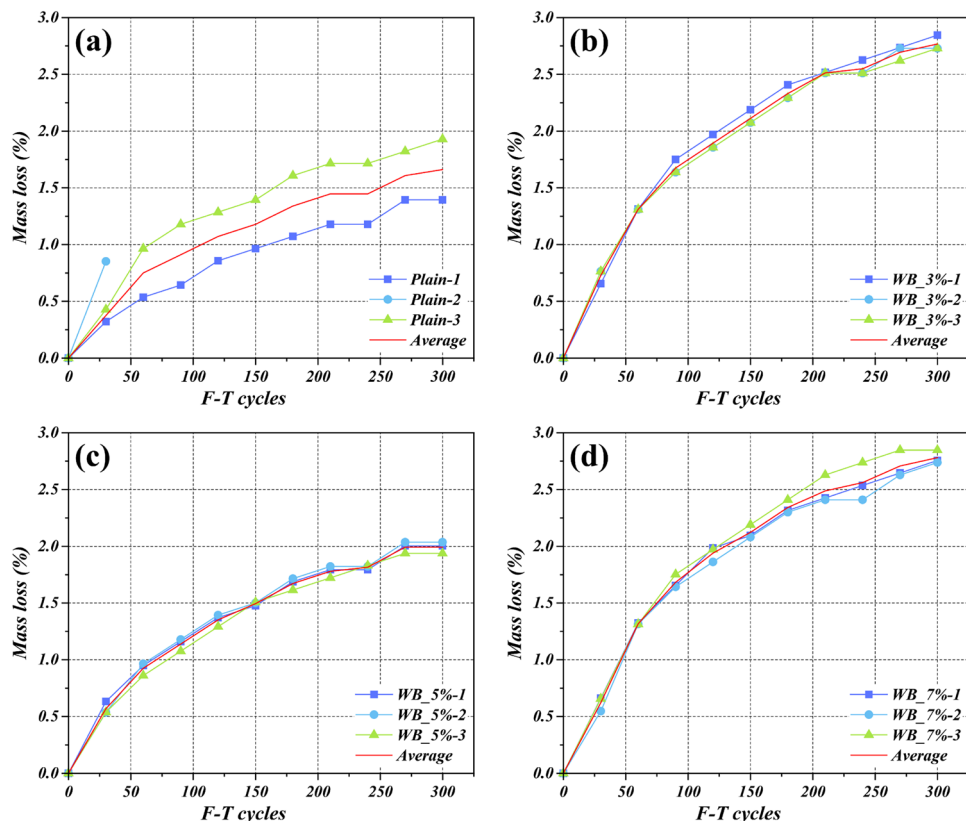 (a)
Mass loss (%)
3.0
2.5
2.0
1.5
1.0
0.5
0.0
Plain-1
Plain-2
Plain-3
Average
0 50 100 150 200 250 300
F-T cycles
(b)
Mass loss (%)
3.0
2.5
2.0
1.5
1.0
0.5
0.0
WB_3%-1
WB_3%-2
WB_3%-3
Average
0 50 100 150 200 250 300
F-T cycles
(c)
Mass loss (%)
3.0
2.5
2.0
1.5
1.0
0.5
0.0
WB_5%-1
WB_5%-2
WB_5%-3
Average
0 50 100 150 200 250 300
F-T cycles
(d)
Mass loss (%)
3.0
2.5
2.0
1.5
1.0
0.5
0.0
WB_7%-1
WB_7%-2
WB_7%-3
Average
0 50 100 150 200 250 300
F-T cycles